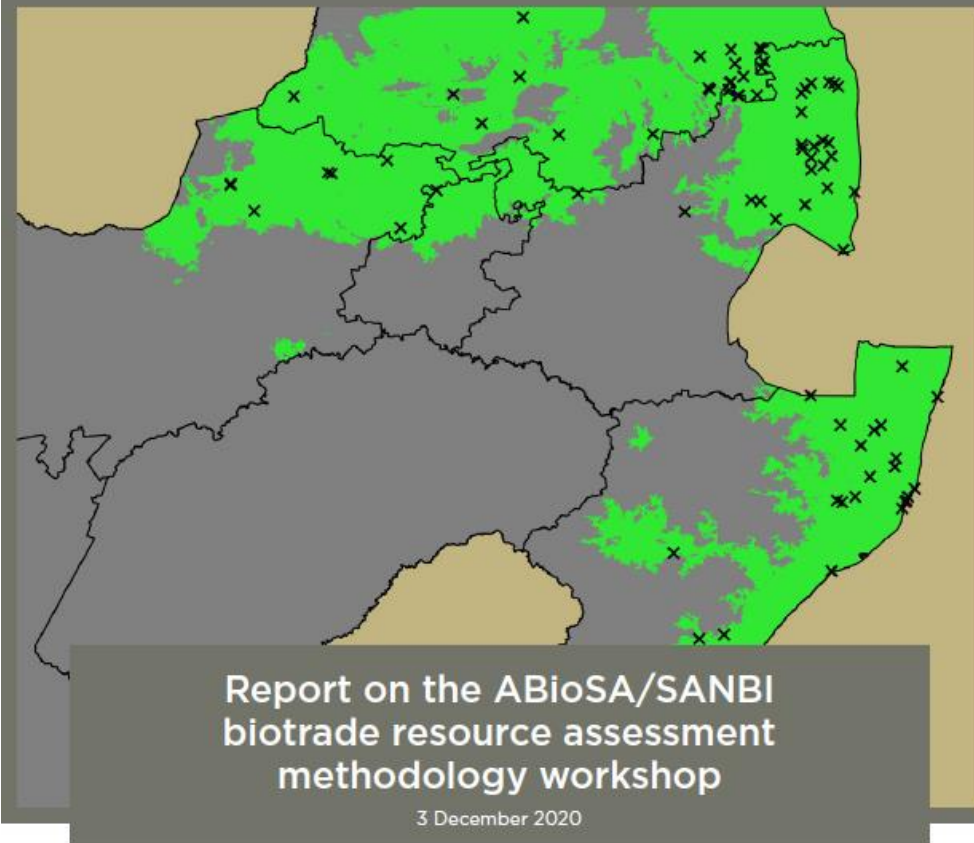 Report on the ABioSA/SANBI
biotrade resource assessment
methodology workshop
3 December 2020